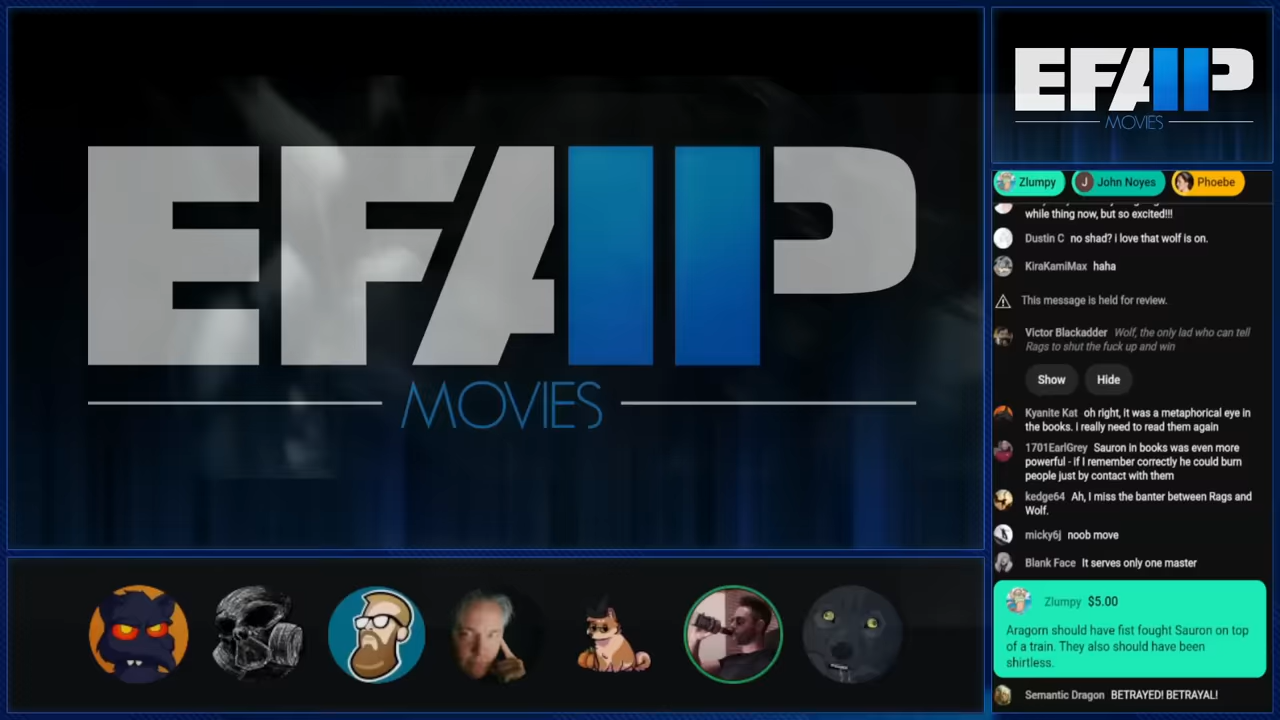 EFAP
MOVIES
EFAP
MOVIES
Zlumpy
J
John Noyes
Phoebe
while thing now, but so excited!!!
Dustin C no shad? i love that wolf is on.
KiraKamiMax haha
This message is held for review.
Victor Blackadder Wolf, the only lad who can tell
Rags to shut the fuck up and win
Show
Hide
Kyanite Kat oh right, it was a metaphorical eye in
the books. i really need to read them again
1701EarlGrey Sauron in books was even more
powerful - if I remember correctly he could burn
people just by contact with them
kedge64 Ah, I miss the banter between Rags and
Wolf.
micky6j noob move
Blank Face It serves only one master
Zlumpy $5.00
Aragorn should have fist fought Sauron on top
of a train. They also should have been
shirtless.
Semantic Dragon BETRAYED! BETRAYAL!